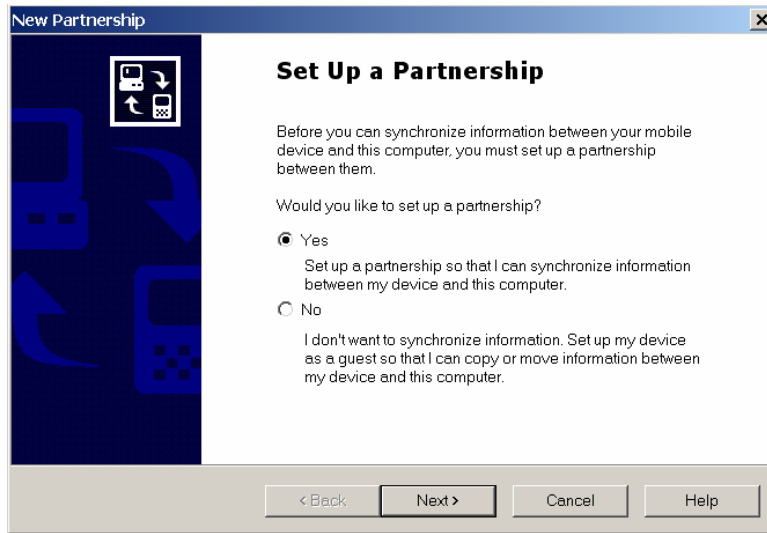 New Partnership
Set Up a Partnership
Before you can synchronize information between your mobile
device and this computer, you must set up a partnership
between them.
Would you like to set up a partnership?
Yes
Set up a partnership so that I can synchronize information
between my device and this computer.
No
I don't want to synchronize information. Set up my device
as a guest so that I can copy or move information between
my device and this computer.
< Back Next > Cancel Help